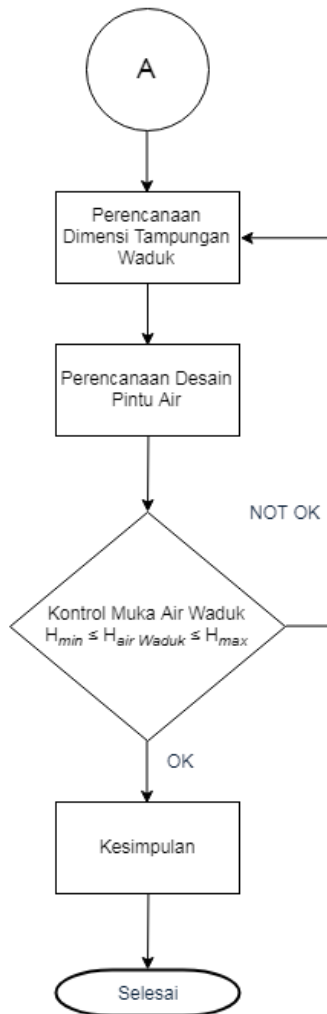 A
Perencanaan
Dimensi Tampungan
Waduk
Perencanaan Desain
Pintu Air
NOT OK
Kontrol Muka Air Waduk
Hmin ≤ Hair Waduk ≤ Hmax
OK
Kesimpulan
Selesai